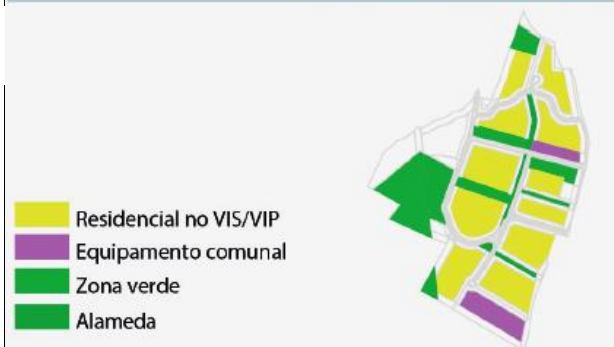 Residencial no VIS/VIP
Equipamento comunal
Zona verde
Alameda